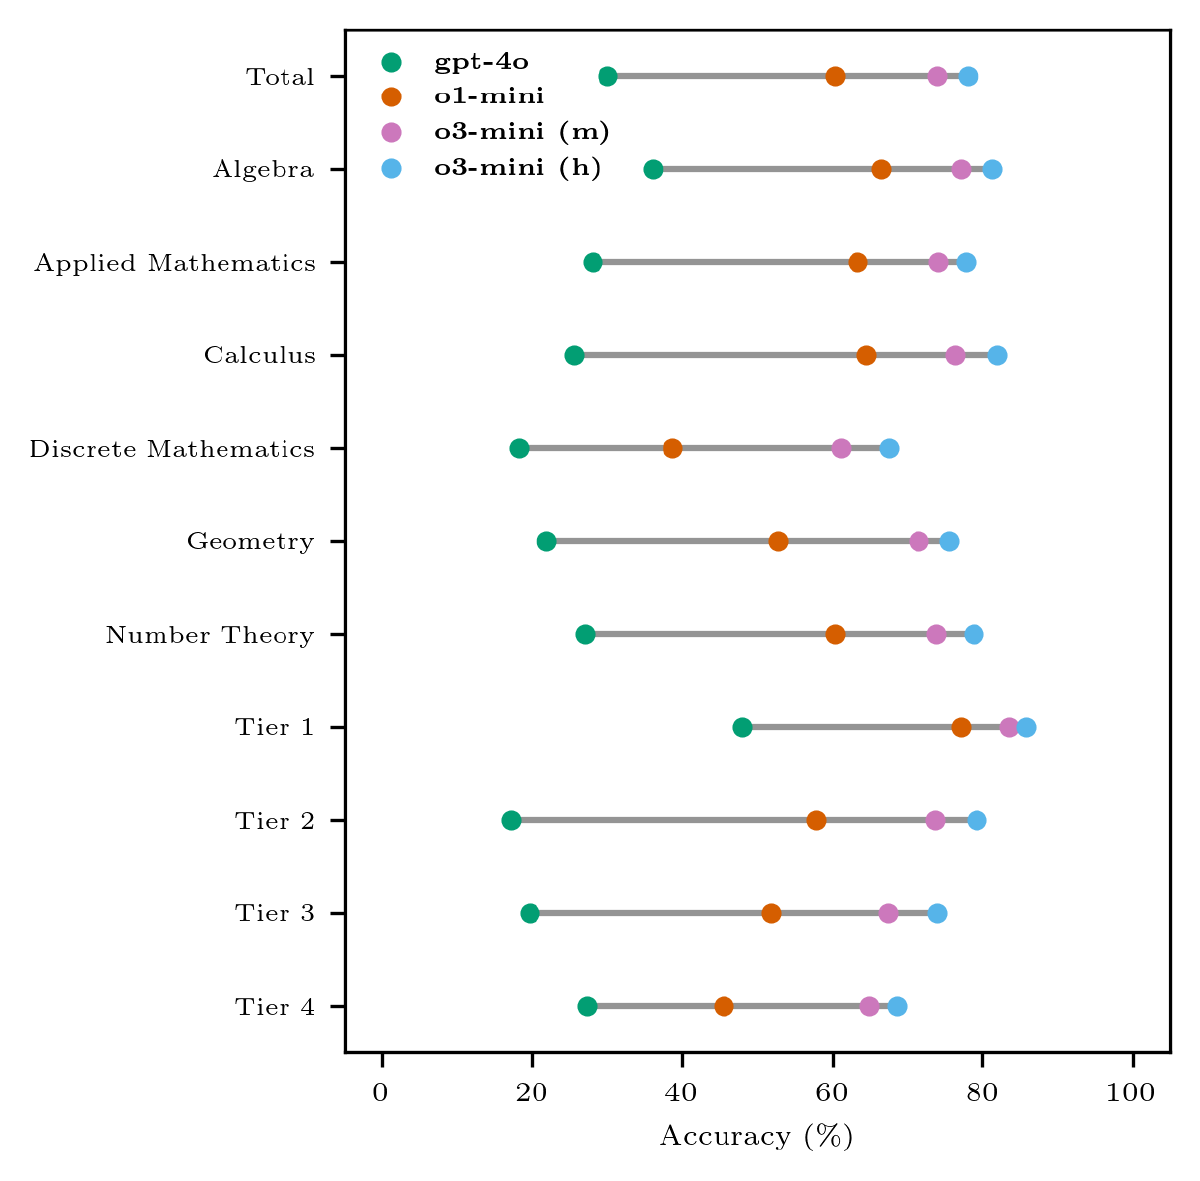 gpt-4o
o1-mini
o3-mini (m)
o3-mini (h)
Total
Algebra
Applied Mathematics
Calculus
Discrete Mathematics
Geometry
Number Theory
Tier 1
Tier 2
Tier 3
Tier 4
0 20 40 60 80 100
Accuracy (%)